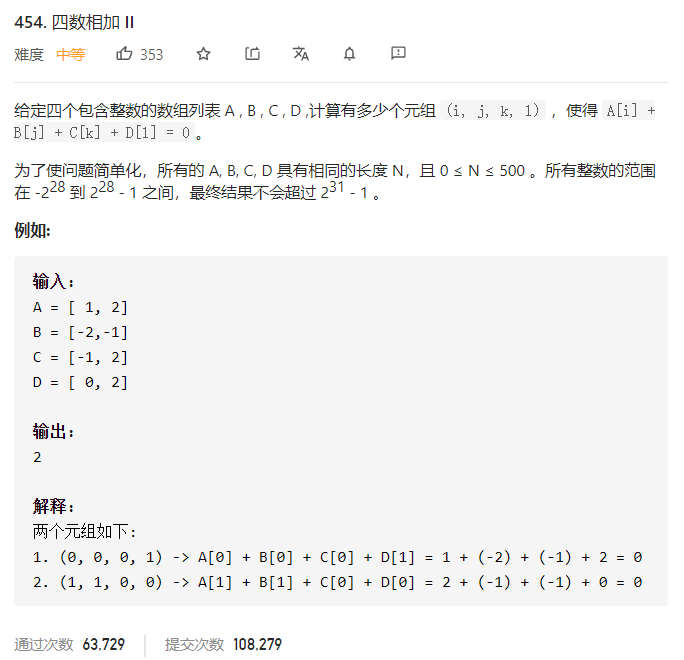 454. 四数相加 II
难度 中等 353
给定四个包含整数的数组列表 A , B , C , D ,计算有多少个元组 (i, j, k, l) ，使得 A[i] +
B[j] + C[k] + D[l] = 0 。
为了使问题简单化，所有的 A, B, C, D 具有相同的长度 N，且 0 ≤ N ≤ 500 。所有整数的范围
在 -2²⁸ 到 2²⁸ - 1 之间，最终结果不会超过 2³¹ - 1 。
例如:
输入：
A = [ 1, 2]
B = [-2,-1]
C = [-1, 2]
D = [ 0, 2]
输出：
2
解释：
两个元组如下：
1. (0, 0, 0, 1) -> A[0] + B[0] + C[0] + D[1] = 1 + (-2) + (-1) + 2 = 0
2. (1, 1, 0, 0) -> A[1] + B[1] + C[0] + D[0] = 2 + (-1) + (-1) + 0 = 0
通过次数 63,729 提交次数 108,279